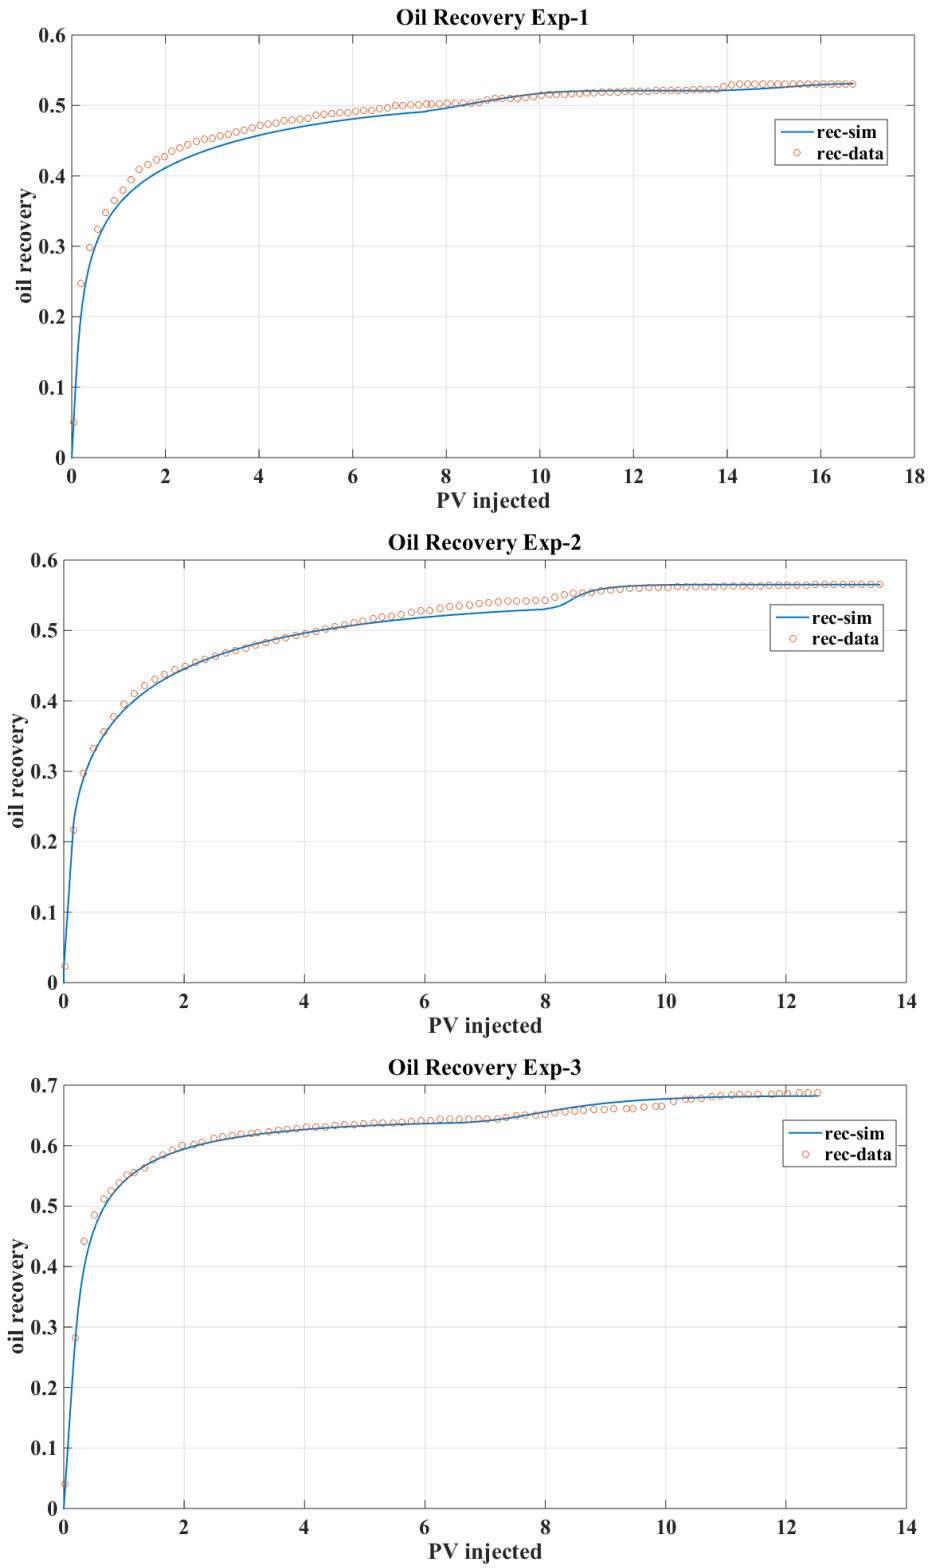 Oil Recovery Exp-1
0.6
0.5
0.4
0.3
0.2
0.1
0
oil recovery
rec-sim
rec-data
0 2 4 6 8 10 12 14 16 18
PV injected
Oil Recovery Exp-2
0.6
0.5
0.4
0.3
0.2
0.1
0
oil recovery
rec-sim
rec-data
0 2 4 6 8 10 12 14
PV injected
Oil Recovery Exp-3
0.7
0.6
0.5
0.4
0.3
0.2
0.1
0
oil recovery
rec-sim
rec-data
0 2 4 6 8 10 12 14
PV injected